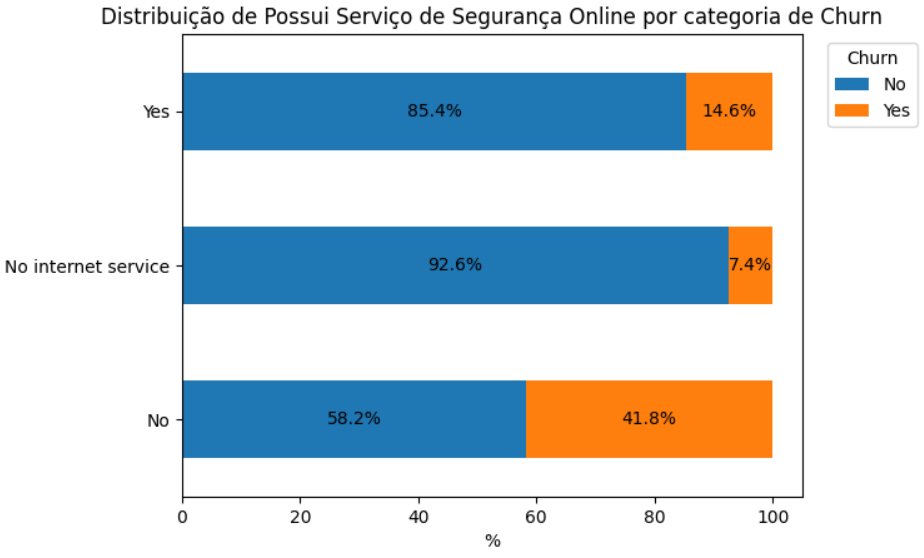 Distribuição de Possui Serviço de Segurança Online por categoria de Churn
Churn
No
Yes
Yes
85.4%
14.6%
No internet service
92.6%
7.4%
No
58.2%
41.8%
0
20
40
60
80
100
%